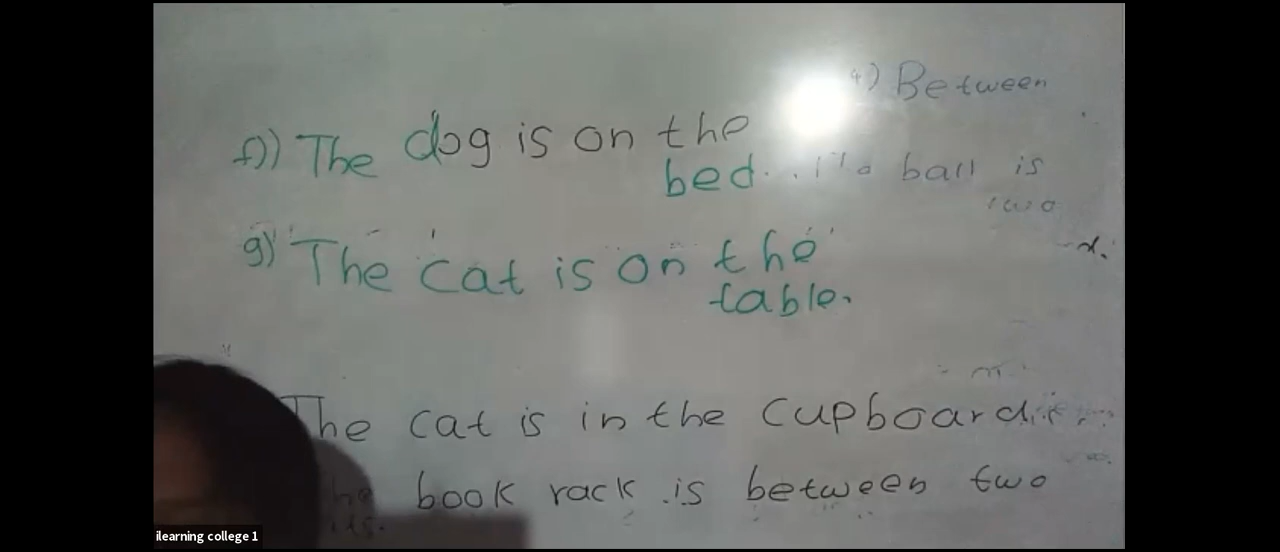 4) Between
f) The dog is on the
bed. ball is
two
g) The cat is on the
table.
The cat is in the cupboard
book rack is between two
ilearning college 1